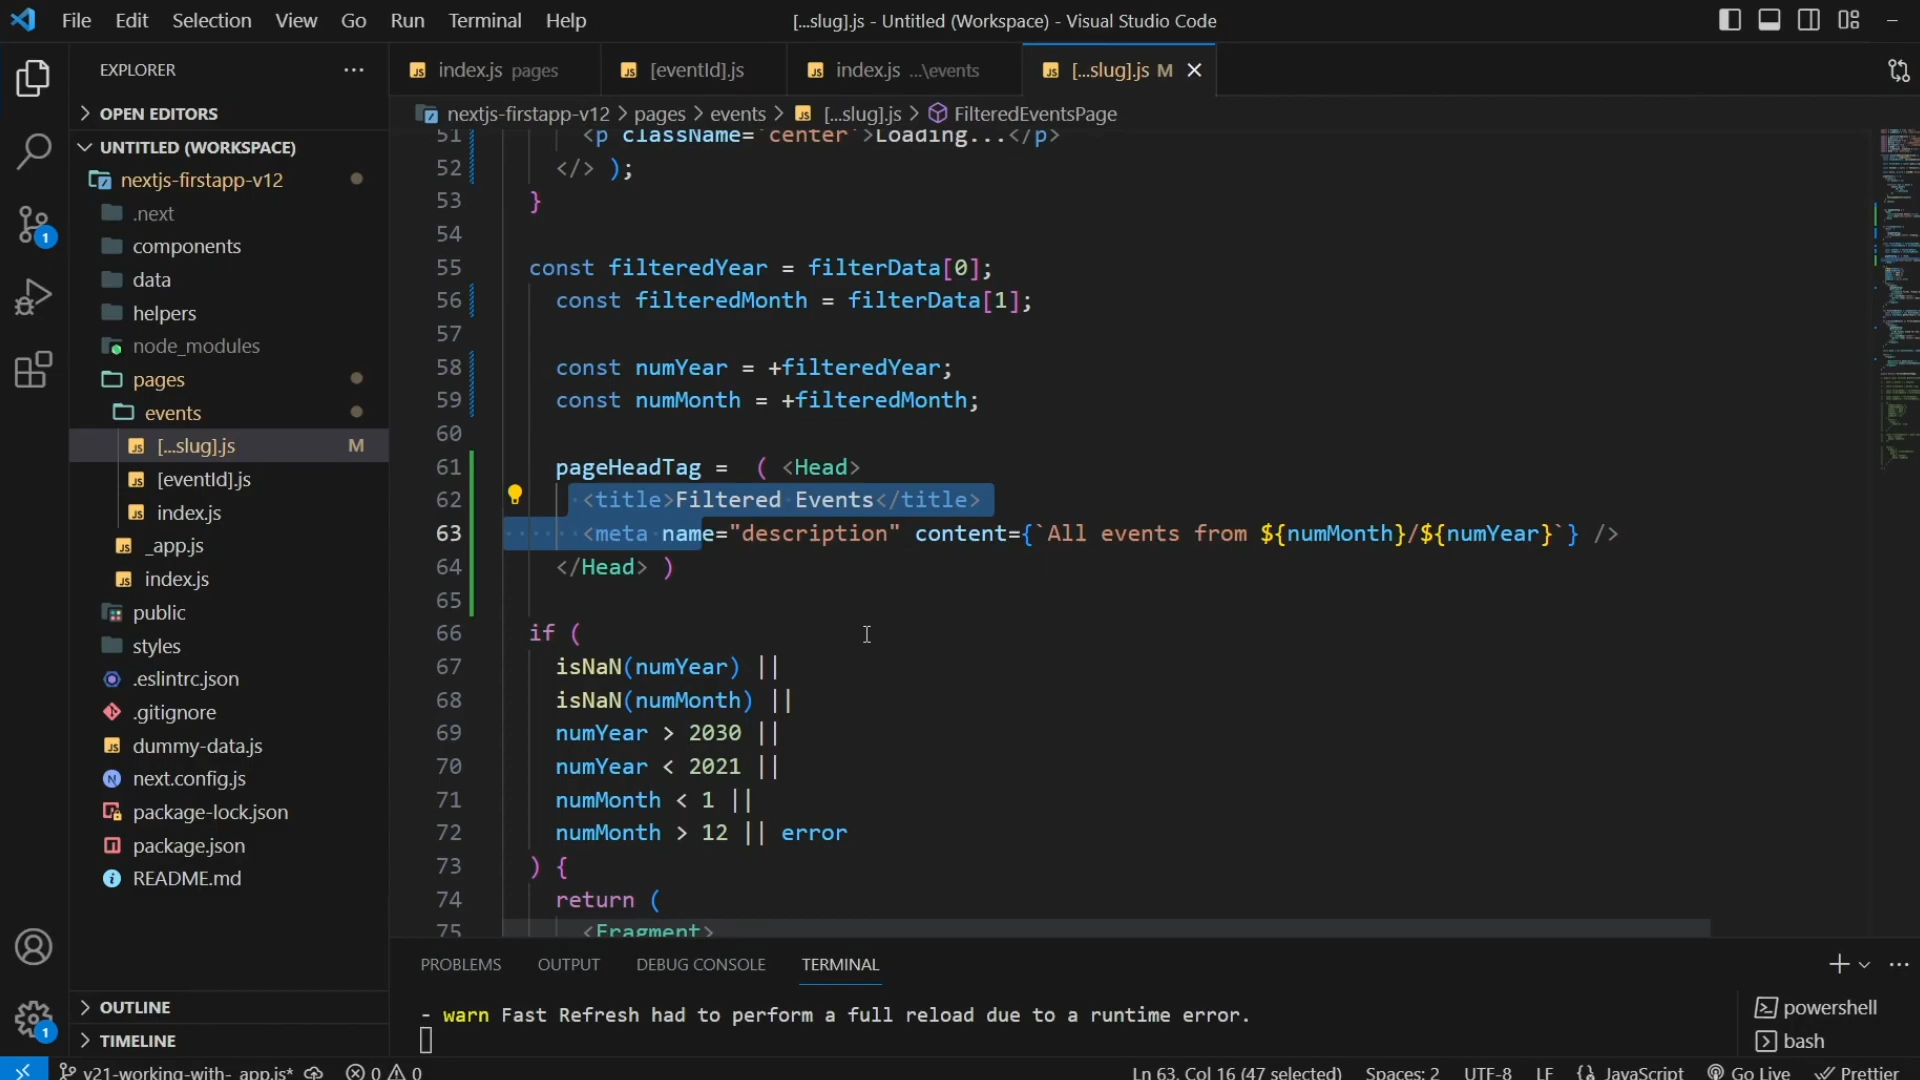 File Edit Selection View Go Run Terminal Help
[...slug].js - Untitled (Workspace) - Visual Studio Code
EXPLORER
OPEN EDITORS
UNTITLED (WORKSPACE)
nextjs-firstapp-v12
.next
components
data
helpers
node_modules
pages
events
[...slug].js M
[eventId].js
index.js
_app.js
index.js
public
styles
.eslintrc.json
.gitignore
dummy-data.js
next.config.js
package-lock.json
package.json
README.md
OUTLINE
TIMELINE
1
1
index.js pages
[eventId].js
index.js ...\events
[...slug].js M
nextjs-firstapp-v12 > pages > events > [...slug].js > FilteredEventsPage
51 <p className="center">Loading...</p>
52 </> );
53 }
54
55 const filteredYear = filterData[0];
56 const filteredMonth = filterData[1];
57
58 const numYear = +filteredYear;
59 const numMonth = +filteredMonth;
60
61 pageHeadTag = ( <Head>
62 <title>Filtered Events</title>
63 <meta name="description" content={`All events from ${numMonth}/${numYear}`} />
64 </Head> )
65
66 if (
67 isNaN(numYear) ||
68 isNaN(numMonth) ||
69 numYear > 2030 ||
70 numYear < 2021 ||
71 numMonth < 1 ||
72 numMonth > 12 || error
73 ) {
74 return (
75 <Fragment>
PROBLEMS OUTPUT DEBUG CONSOLE TERMINAL
- warn Fast Refresh had to perform a full reload due to a runtime error.
powershell
bash
v21-working-with-_app.js* 0 0
Ln 63, Col 16 (47 selected) Spaces: 2 UTF-8 LF {} JavaScript Go Live Prettier